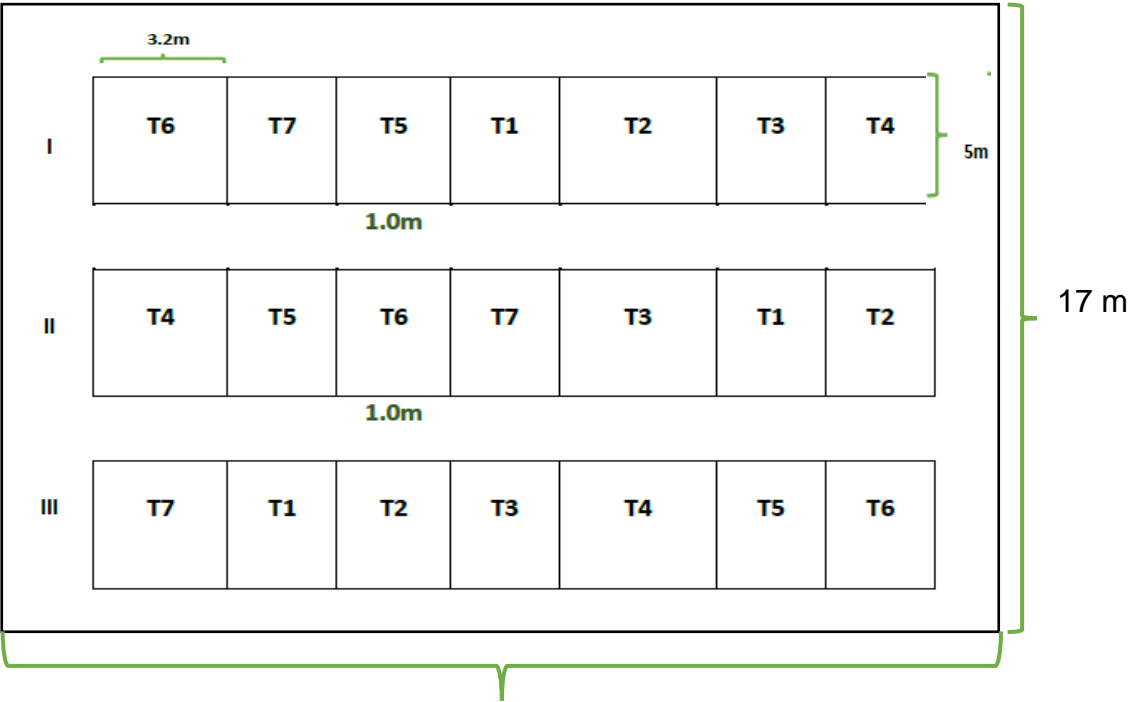 3.2m
I T6 T7 T5 T1 T2 T3 T4 5m
1.0m
II T4 T5 T6 T7 T3 T1 T2 17 m
1.0m
III T7 T1 T2 T3 T4 T5 T6